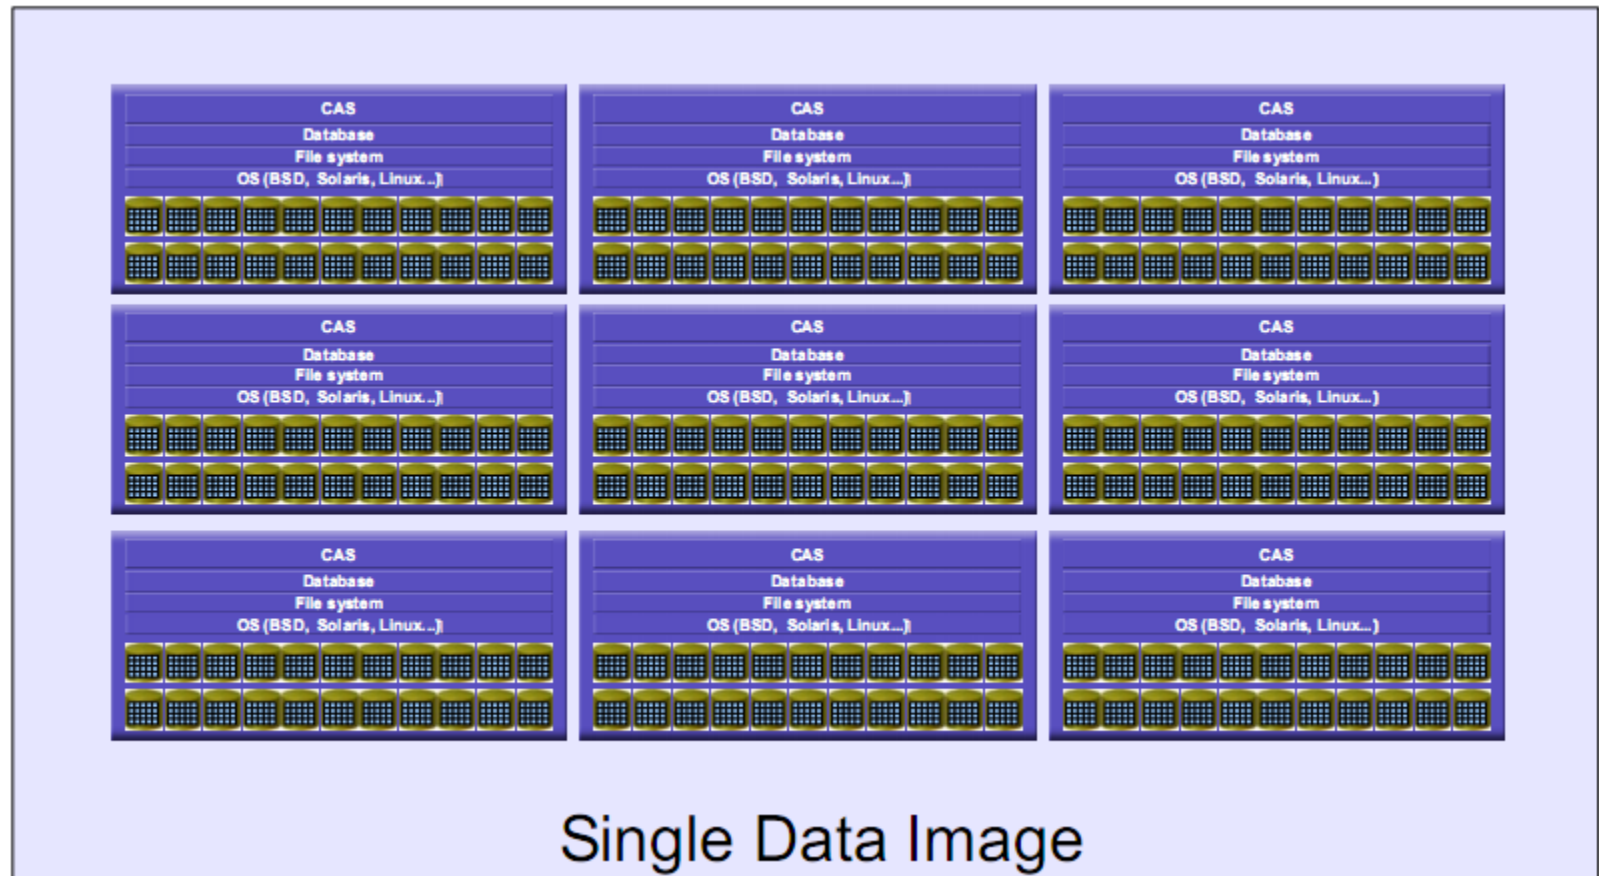 CAS
Database
File system
OS (BSD, Solaris, Linux...)
CAS
Database
File system
OS (BSD, Solaris, Linux...)
CAS
Database
File system
OS (BSD, Solaris, Linux...)
CAS
Database
File system
OS (BSD, Solaris, Linux...)
CAS
Database
File system
OS (BSD, Solaris, Linux...)
CAS
Database
File system
OS (BSD, Solaris, Linux...)
CAS
Database
File system
OS (BSD, Solaris, Linux...)
CAS
Database
File system
OS (BSD, Solaris, Linux...)
CAS
Database
File system
OS (BSD, Solaris, Linux...)
Single Data Image